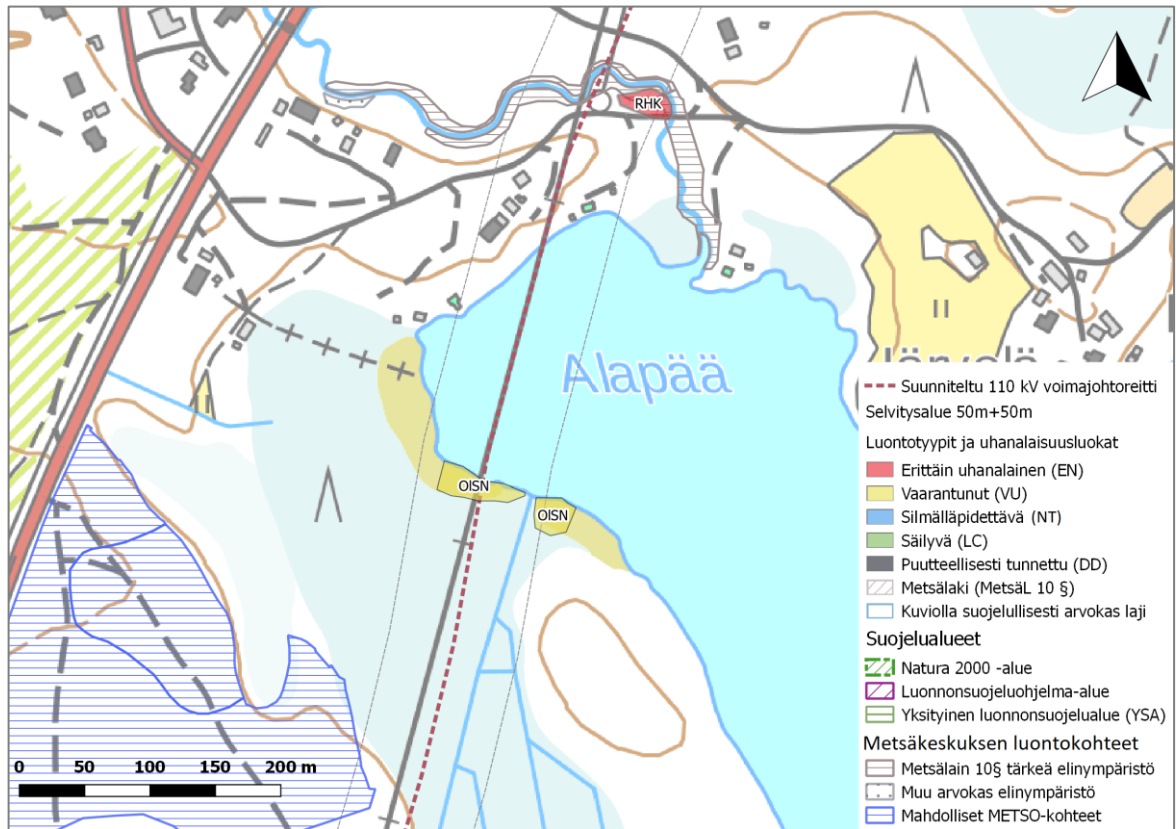 RHK
Alapää
Järvelä
OISN
OISN
Suunniteltu 110 kV voimajohtoreitti
Selvitysalue 50m+50m
Luontotyypit ja uhanalaisuusluokat
Erittäin uhanalainen (EN)
Vaarantunut (VU)
Silmälläpidettävä (NT)
Säilyvä (LC)
Puutteellisesti tunnettu (DD)
Metsälaki (MetsäL 10 §)
Kuviolla suojelullisesti arvokas laji
Suojelualueet
Natura 2000 -alue
Luonnonsuojeluohjelma-alue
Yksityinen luonnonsuojelualue (YSA)
Metsäkeskuksen luontokohteet
Metsälain 10§ tärkeä elinympäristö
Muu arvokas elinympäristö
Mahdolliset METSO-kohteet
0 50 100 150 200 m